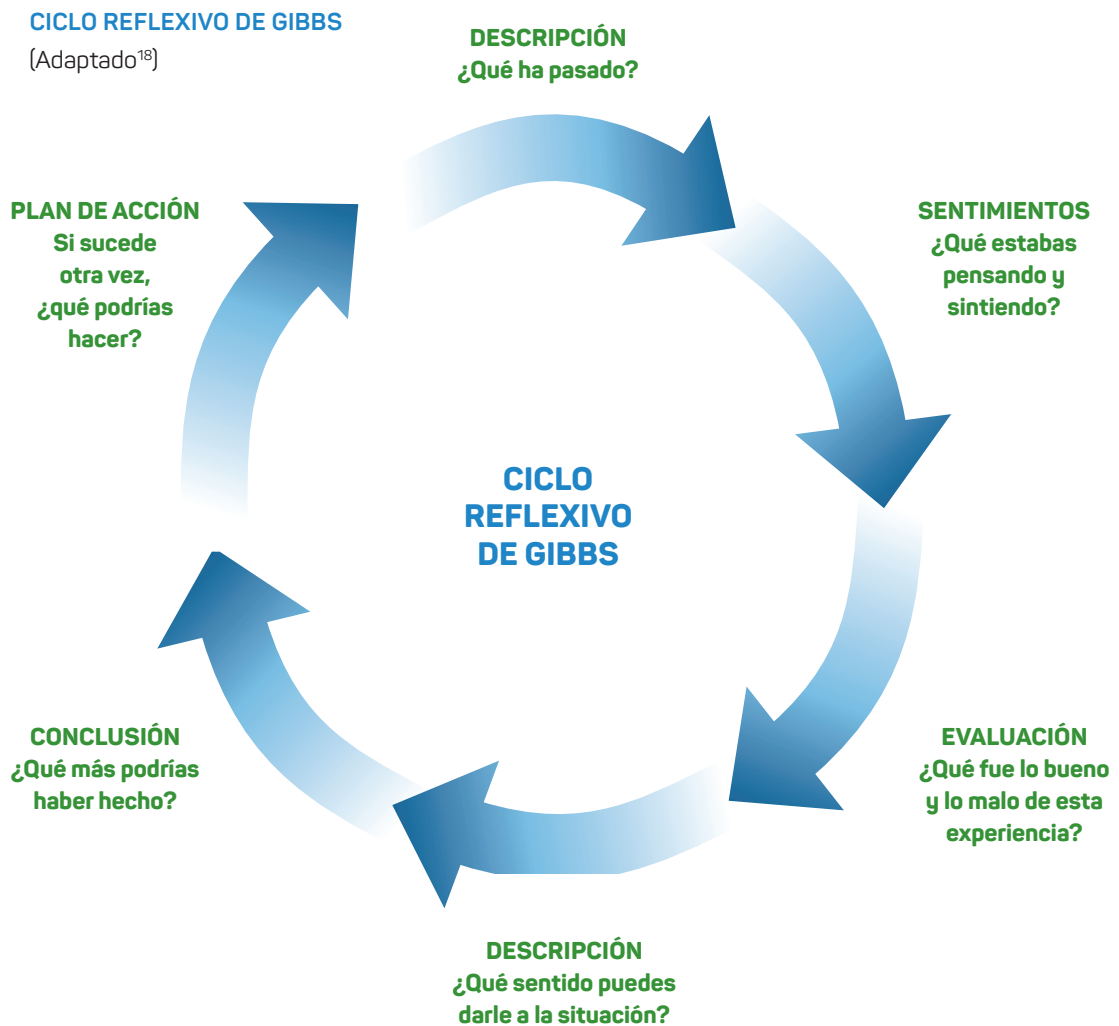 CICLO REFLEXIVO DE GIBBS
(Adaptado¹⁸)
DESCRIPCIÓN
¿Qué ha pasado?
SENTIMIENTOS
¿Qué estabas
pensando y
sintiendo?
EVALUACIÓN
¿Qué fue lo bueno
y lo malo de esta
experiencia?
DESCRIPCIÓN
¿Qué sentido puedes
darle a la situación?
CONCLUSIÓN
¿Qué más podrías
haber hecho?
PLAN DE ACCIÓN
Si sucede
otra vez,
¿qué podrías
hacer?
CICLO
REFLEXIVO
DE GIBBS